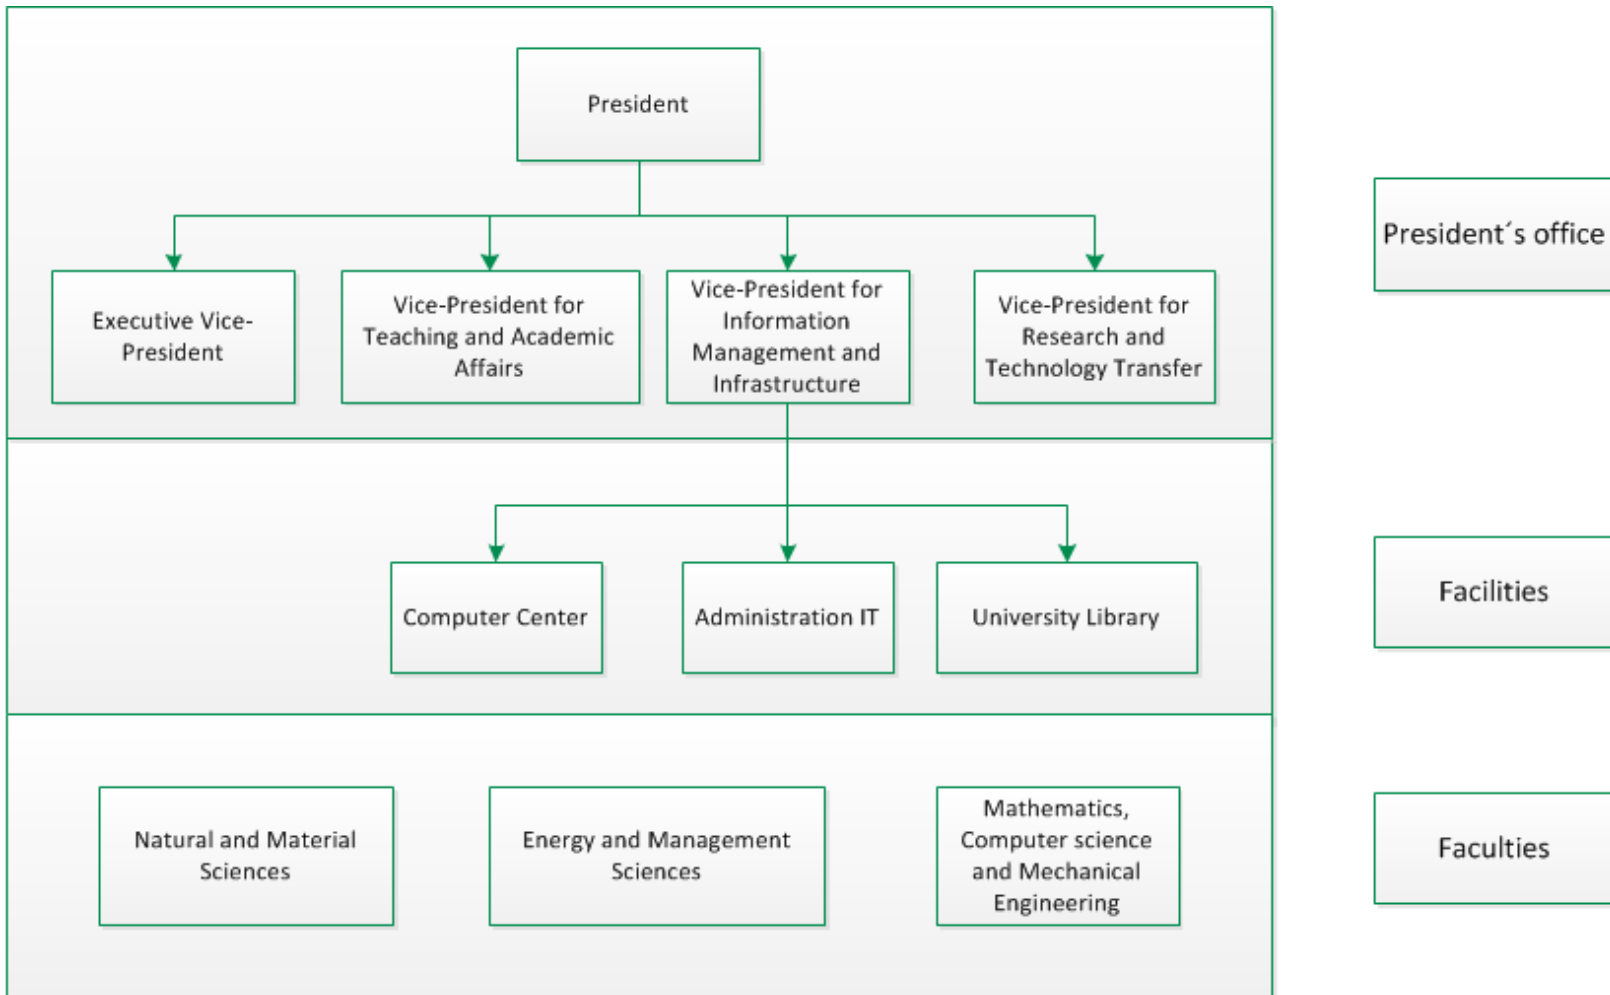 President
President´s office
Executive Vice-
President
Vice-President for
Teaching and Academic
Affairs
Vice-President for
Information
Management and
Infrastructure
Vice-President for
Research and
Technology Transfer
Computer Center
Administration IT
University Library
Facilities
Natural and Material
Sciences
Energy and Management
Sciences
Mathematics,
Computer science
and Mechanical
Engineering
Faculties